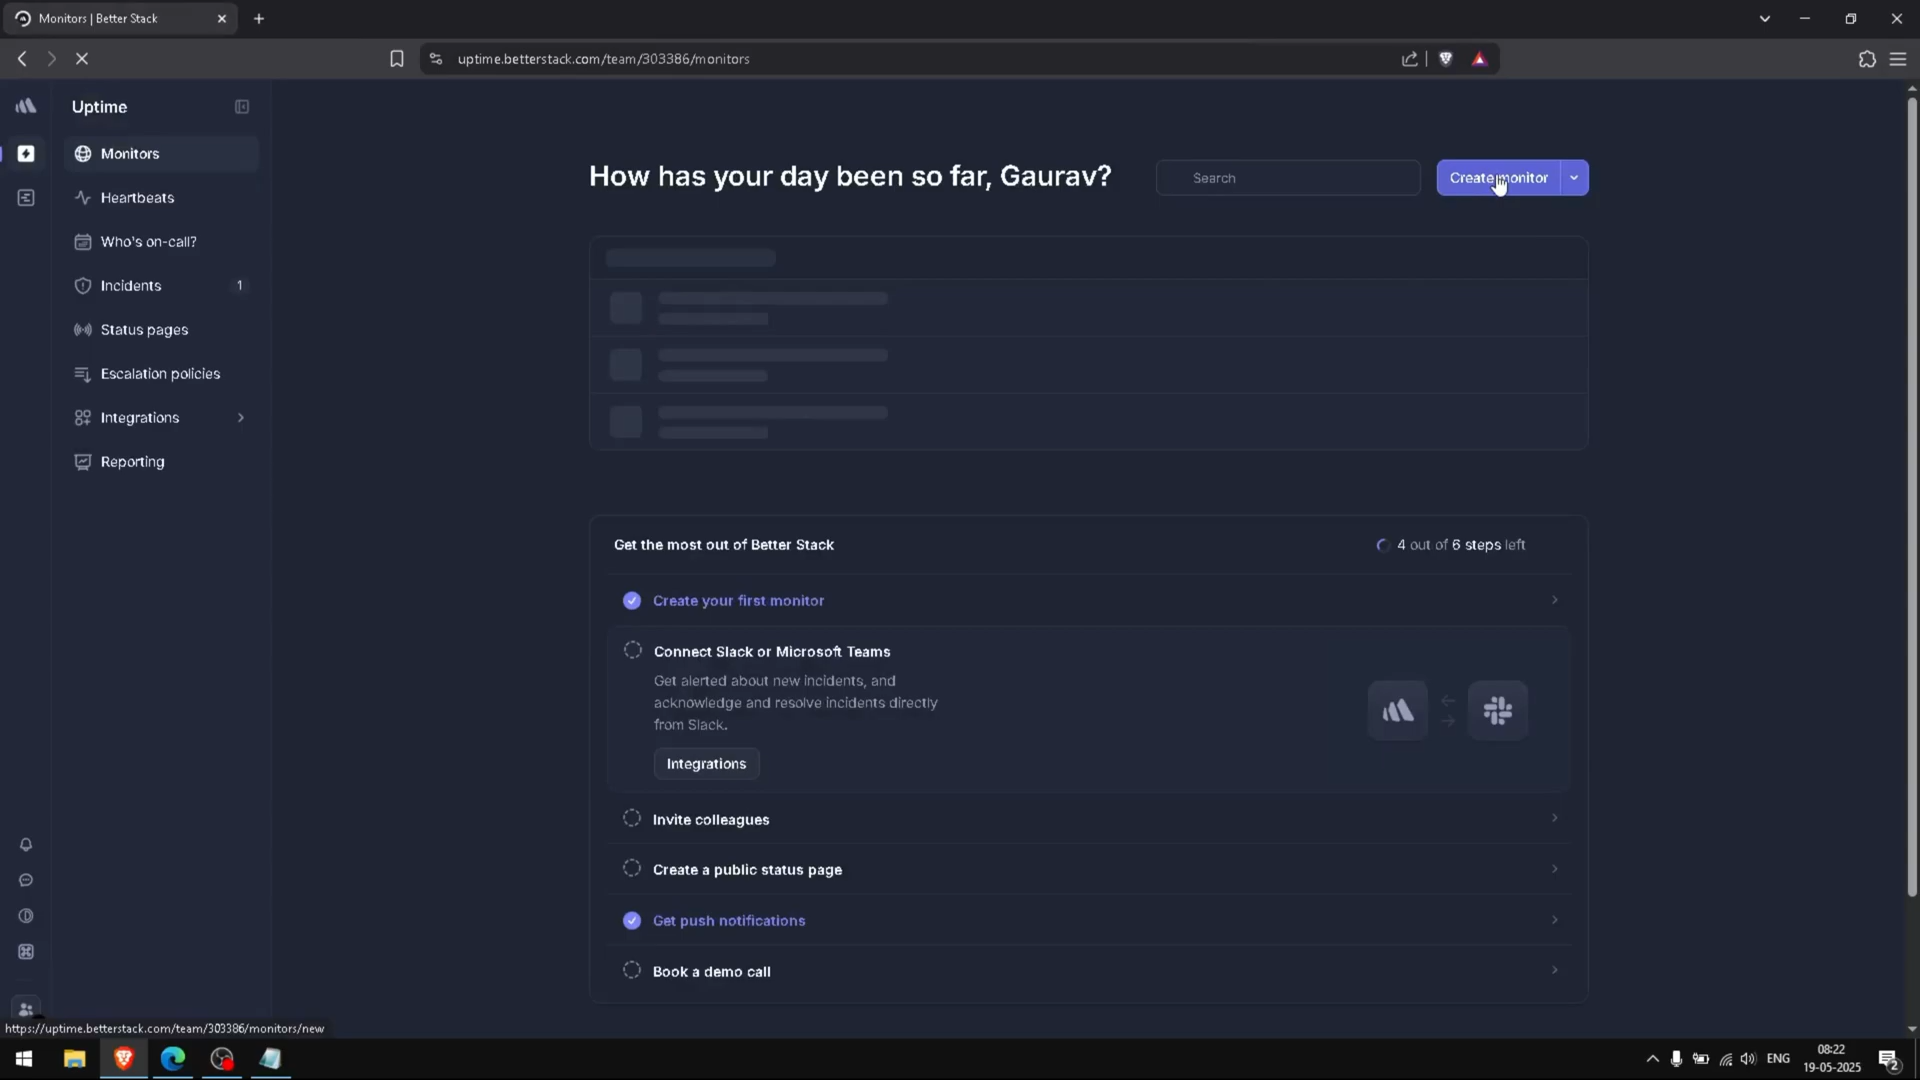 Monitors | Better Stack
uptime.betterstack.com/team/303386/monitors
Uptime
Monitors
Heartbeats
Who's on-call?
Incidents 1
Status pages
Escalation policies
Integrations
Reporting
How has your day been so far, Gaurav?
Search
Create monitor
Get the most out of Better Stack
4 out of 6 steps left
Create your first monitor
Connect Slack or Microsoft Teams
Get alerted about new incidents, and
acknowledge and resolve incidents directly
from Slack.
Integrations
Invite colleagues
Create a public status page
Get push notifications
Book a demo call
https://uptime.betterstack.com/team/303386/monitors/new
ENG
08:22
19-05-2025
2